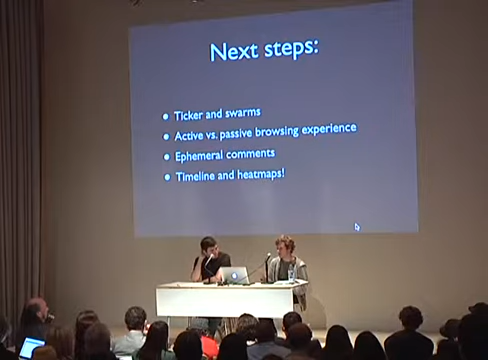 Next steps:
Ticker and swarms
Active vs. passive browsing experience
Ephemeral comments
Timeline and heatmaps!